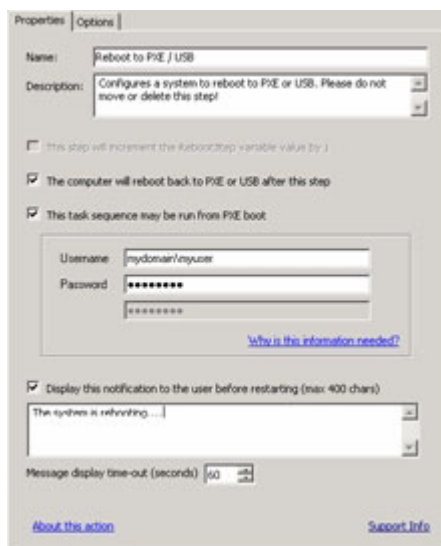 Properties Options
Name: Reboot to PXE / USB
Description: Configures a system to reboot to PXE or USB. Please do not
move or delete this step!
This step will increment the RebootStep variable value by 1
The computer will reboot back to PXE or USB after this step
This task sequence may be run from PXE boot
Username mydomain\myuser
Password ●●●●●●●●
●●●●●●●●
Why is this information needed?
Display this notification to the user before restarting (max 400 chars)
The system is rebooting....
Message display time-out (seconds) 60
About this action Support Info